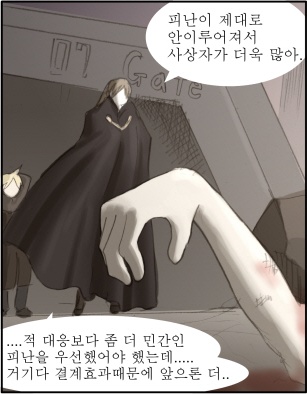 피난이 제대로
안이루어져서
사상자가 더욱 많아.
07 Gate
....적 대응보다 좀 더 민간인
피난을 우선했어야 했는데.....
거기다 결계효과때문에 앞으론 더..